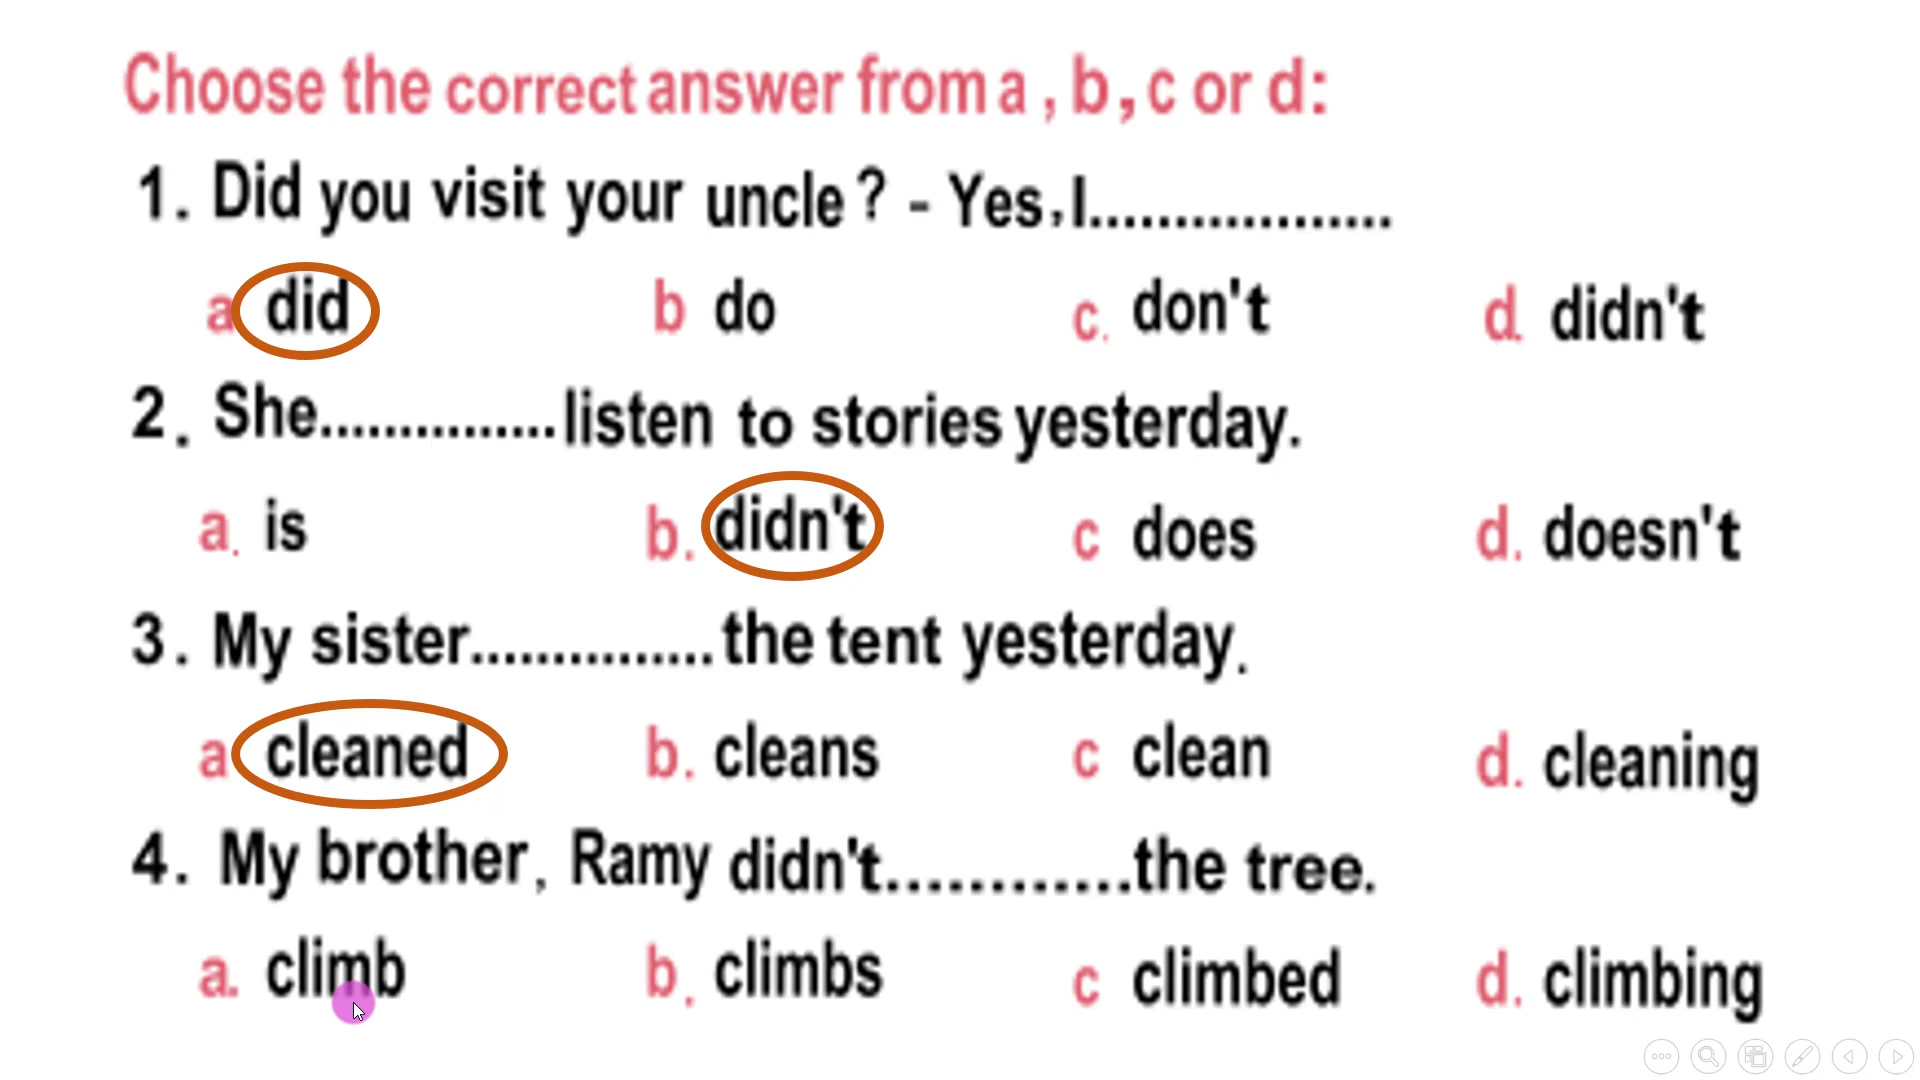 Choose the correct answer from a , b , c or d:
1. Did you visit your uncle ? - Yes, I..................
a did b do c. don't d. didn't
2. She...............listen to stories yesterday.
a. is b. didn't c does d. doesn't
3. My sister...............the tent yesterday.
a cleaned b. cleans c clean d. cleaning
4. My brother, Ramy didn't............the tree.
a. climb b. climbs c climbed d. climbing